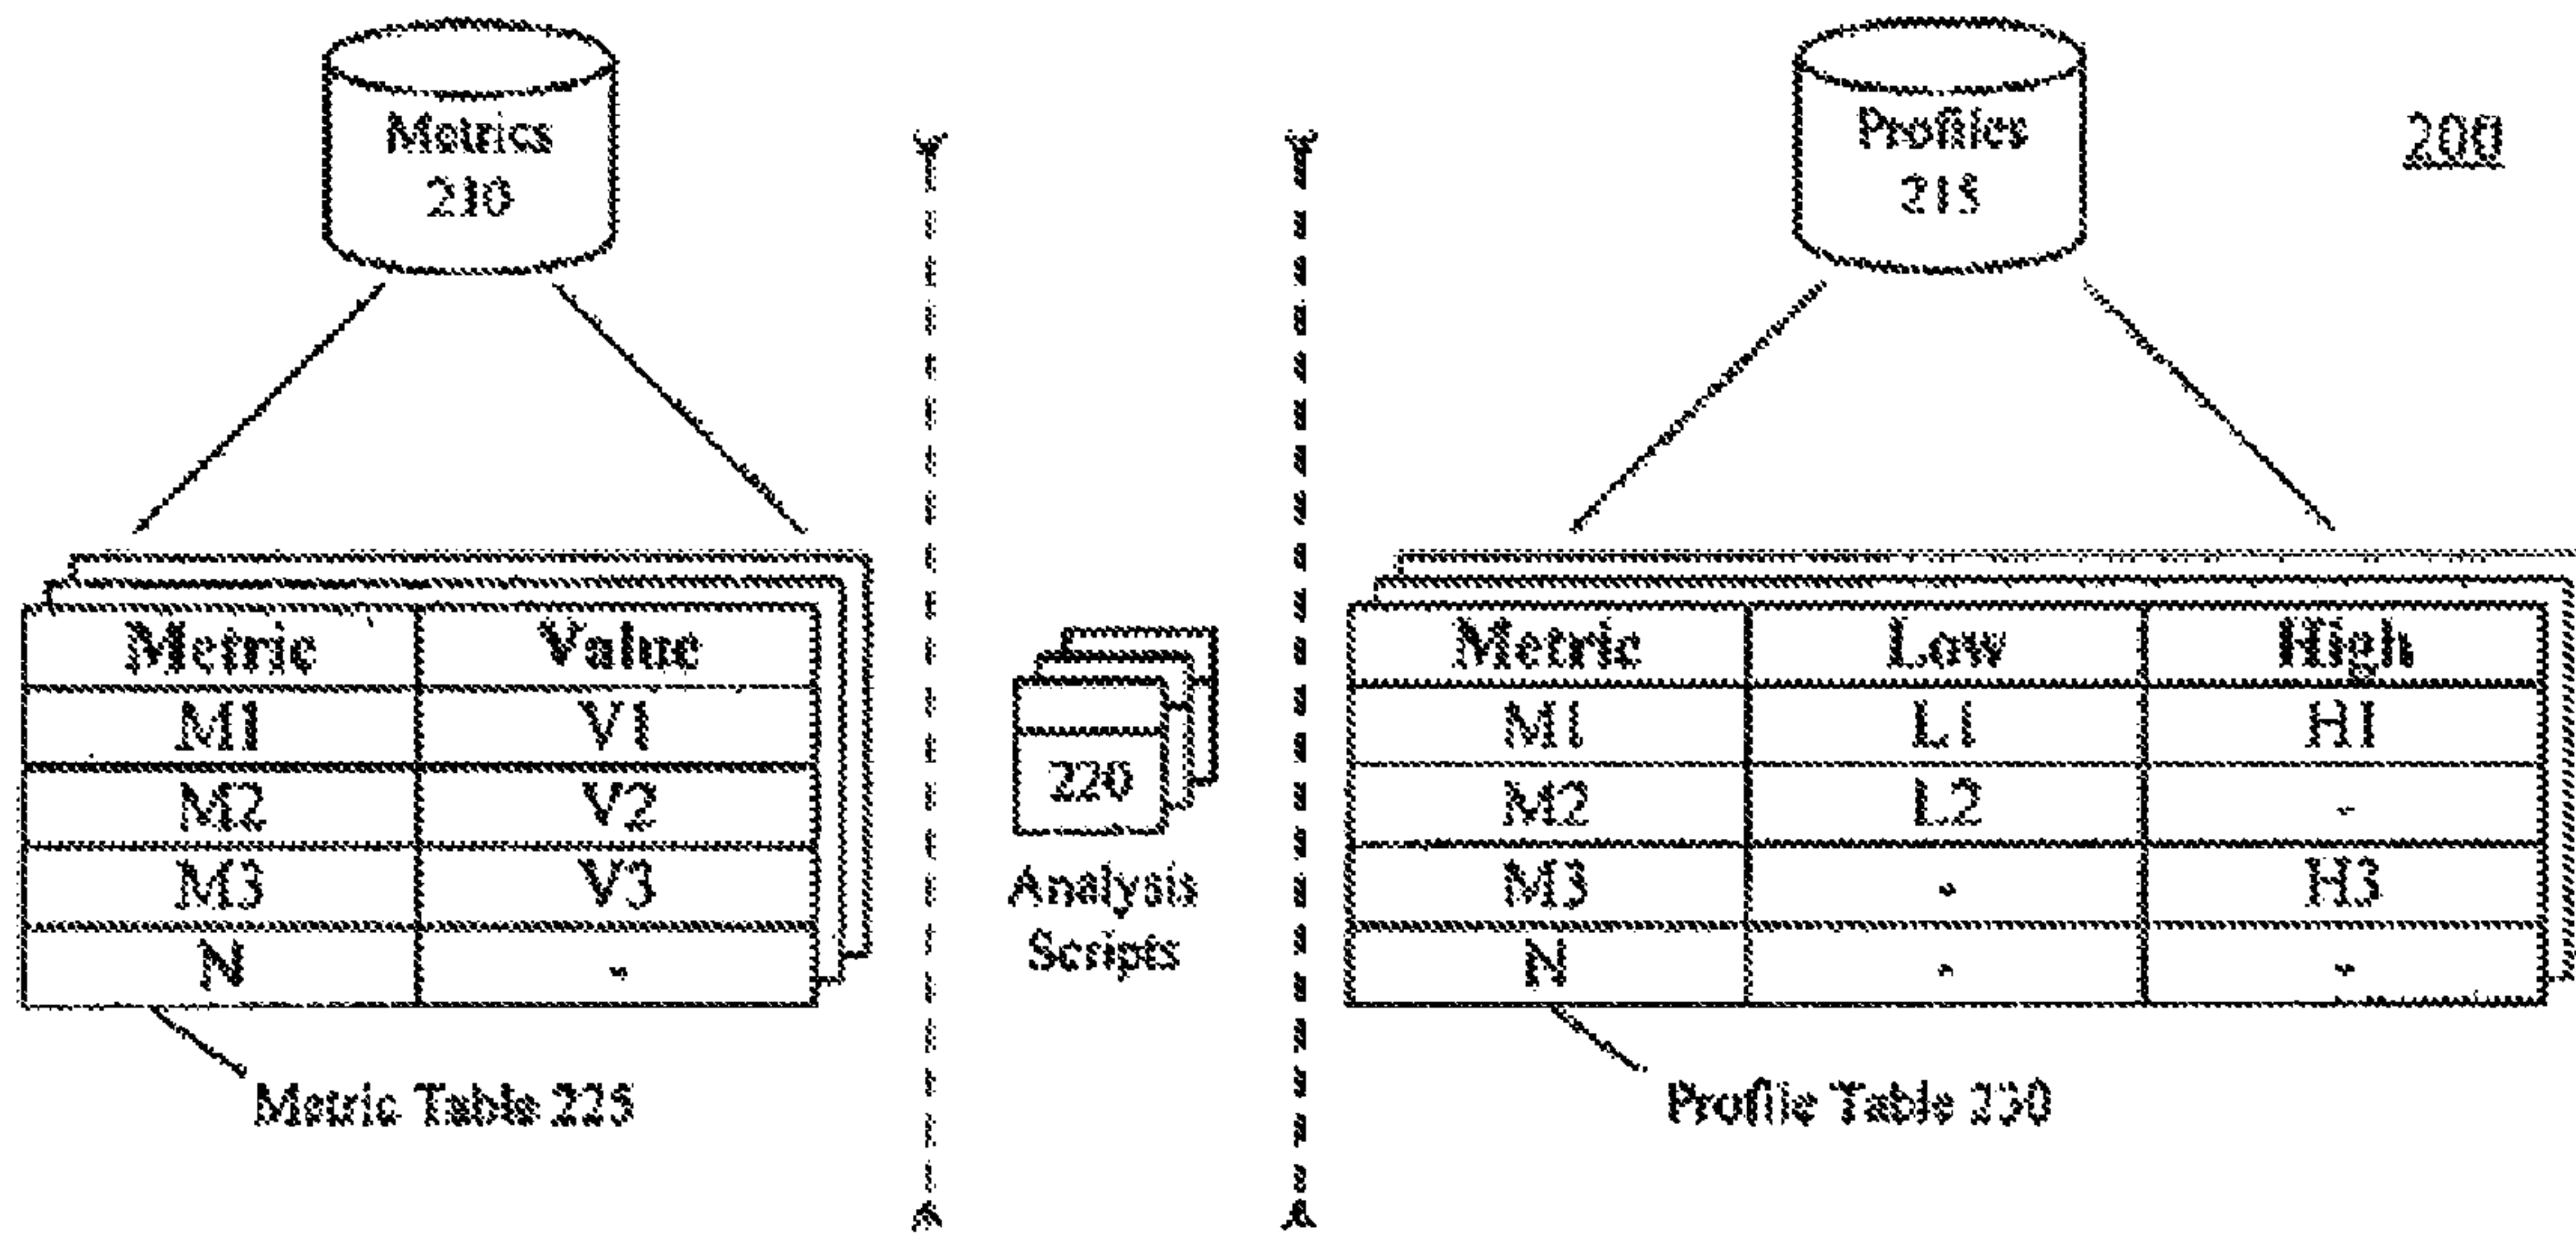 Metrics
210
Profiles
215
200
Metric Value
M1 V1
M2 V2
M3 V3
N -
Metric Table 225
220
Analysis
Scripts
Metric Low High
M1 L1 H1
M2 L2 -
M3 - H3
N - -
Profile Table 230